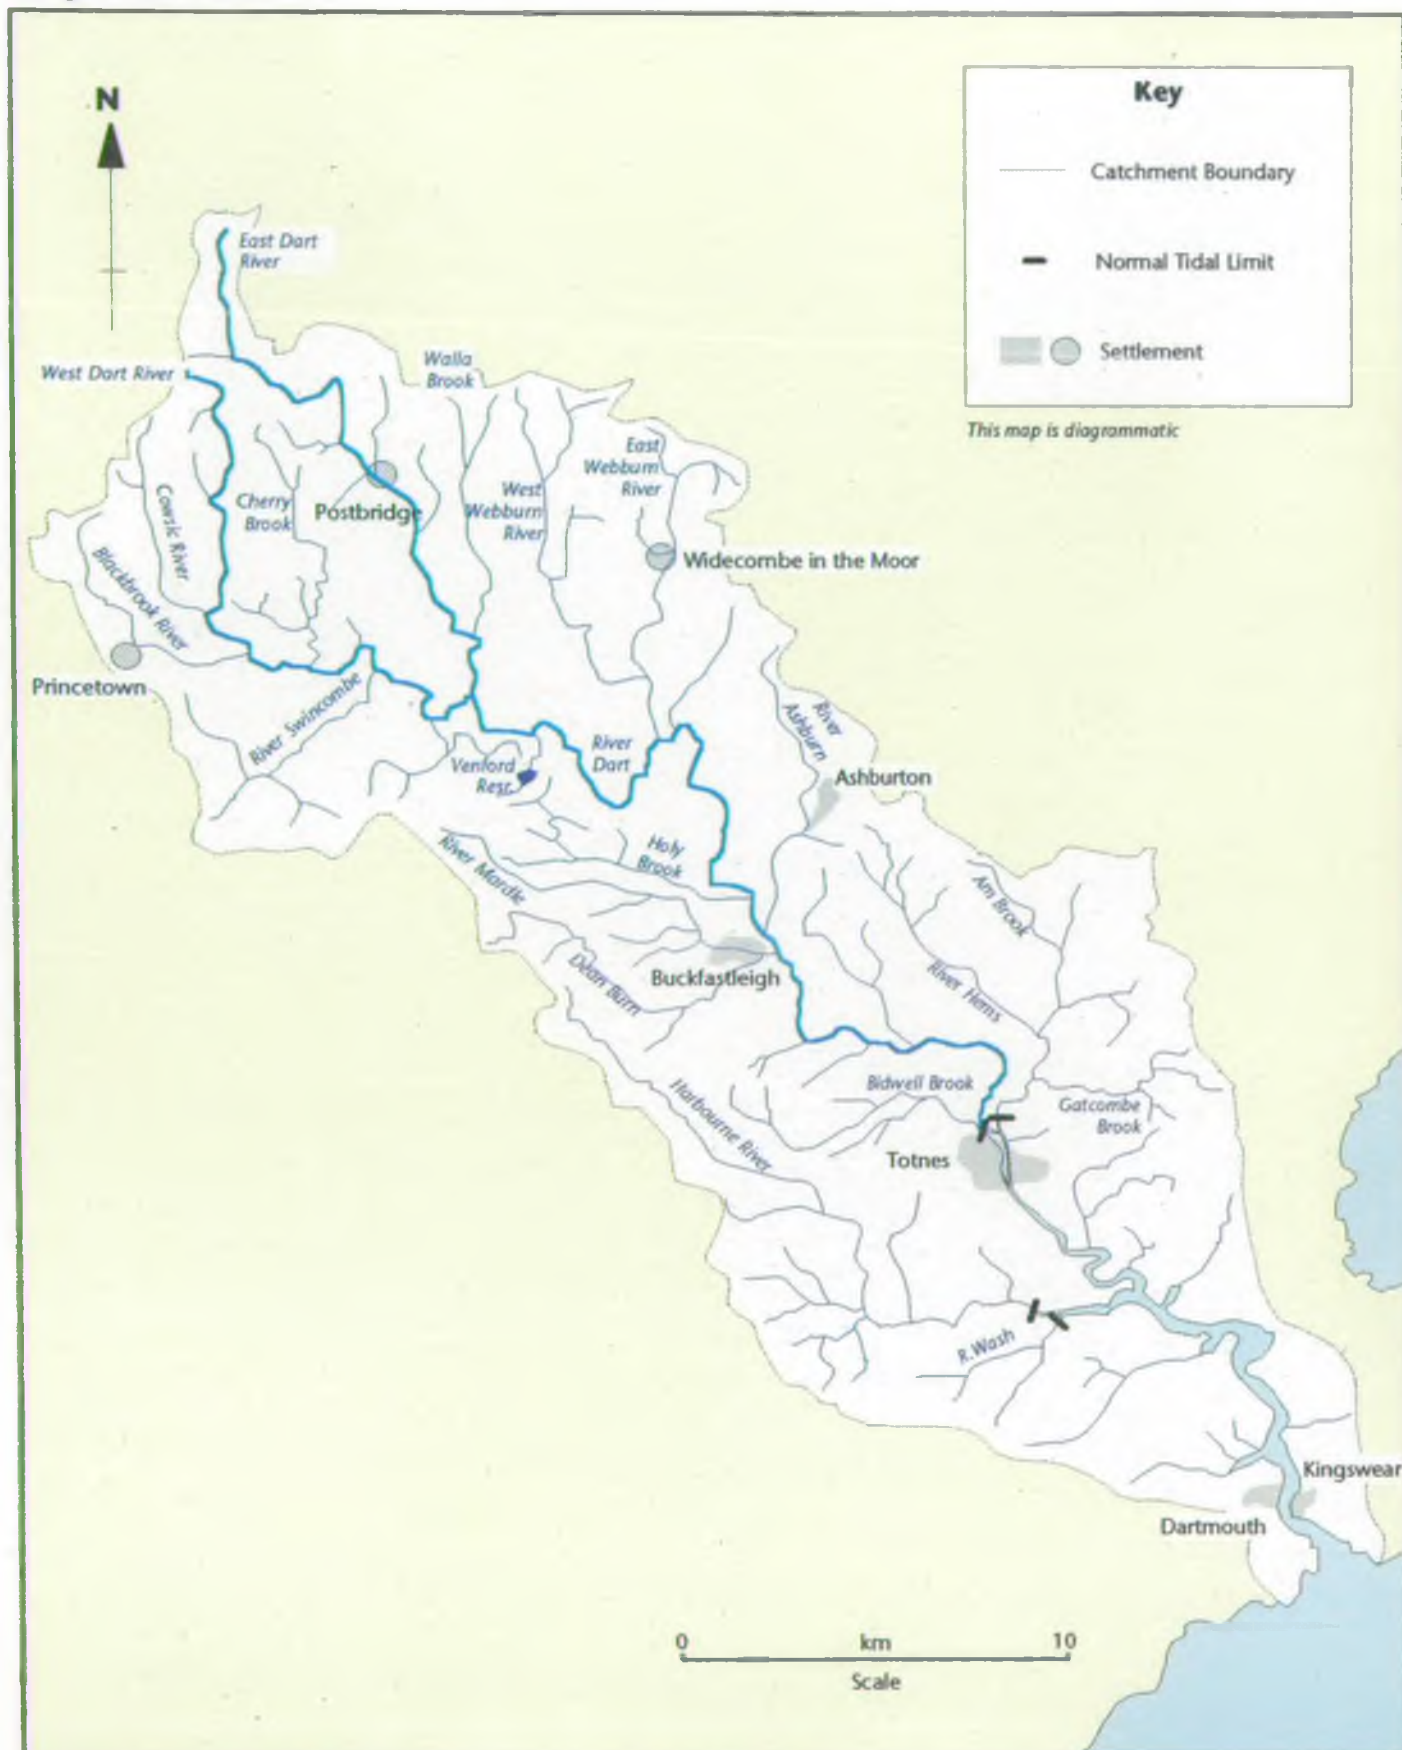 N
Key
Catchment Boundary
Normal Tidal Limit
Settlement
This map is diagrammatic
East Dart
River
West Dart River
Walla
Brook
East
Webburn
River
West
Webburn
River
Cowsic River
Cherry
Brook
Postbridge
Blackbrook River
Widecombe in the Moor
Princetown
River Swincombe
River
Ashburn
River
Dart
Venford
Resr.
Ashburton
Holy
Brook
River Mardle
Am Brook
Dean Burn
Buckfastleigh
River Hems
Harbourne River
Bidwell Brook
Gatcombe
Brook
Totnes
R. Wash
Kingswear
Dartmouth
0 km 10
Scale